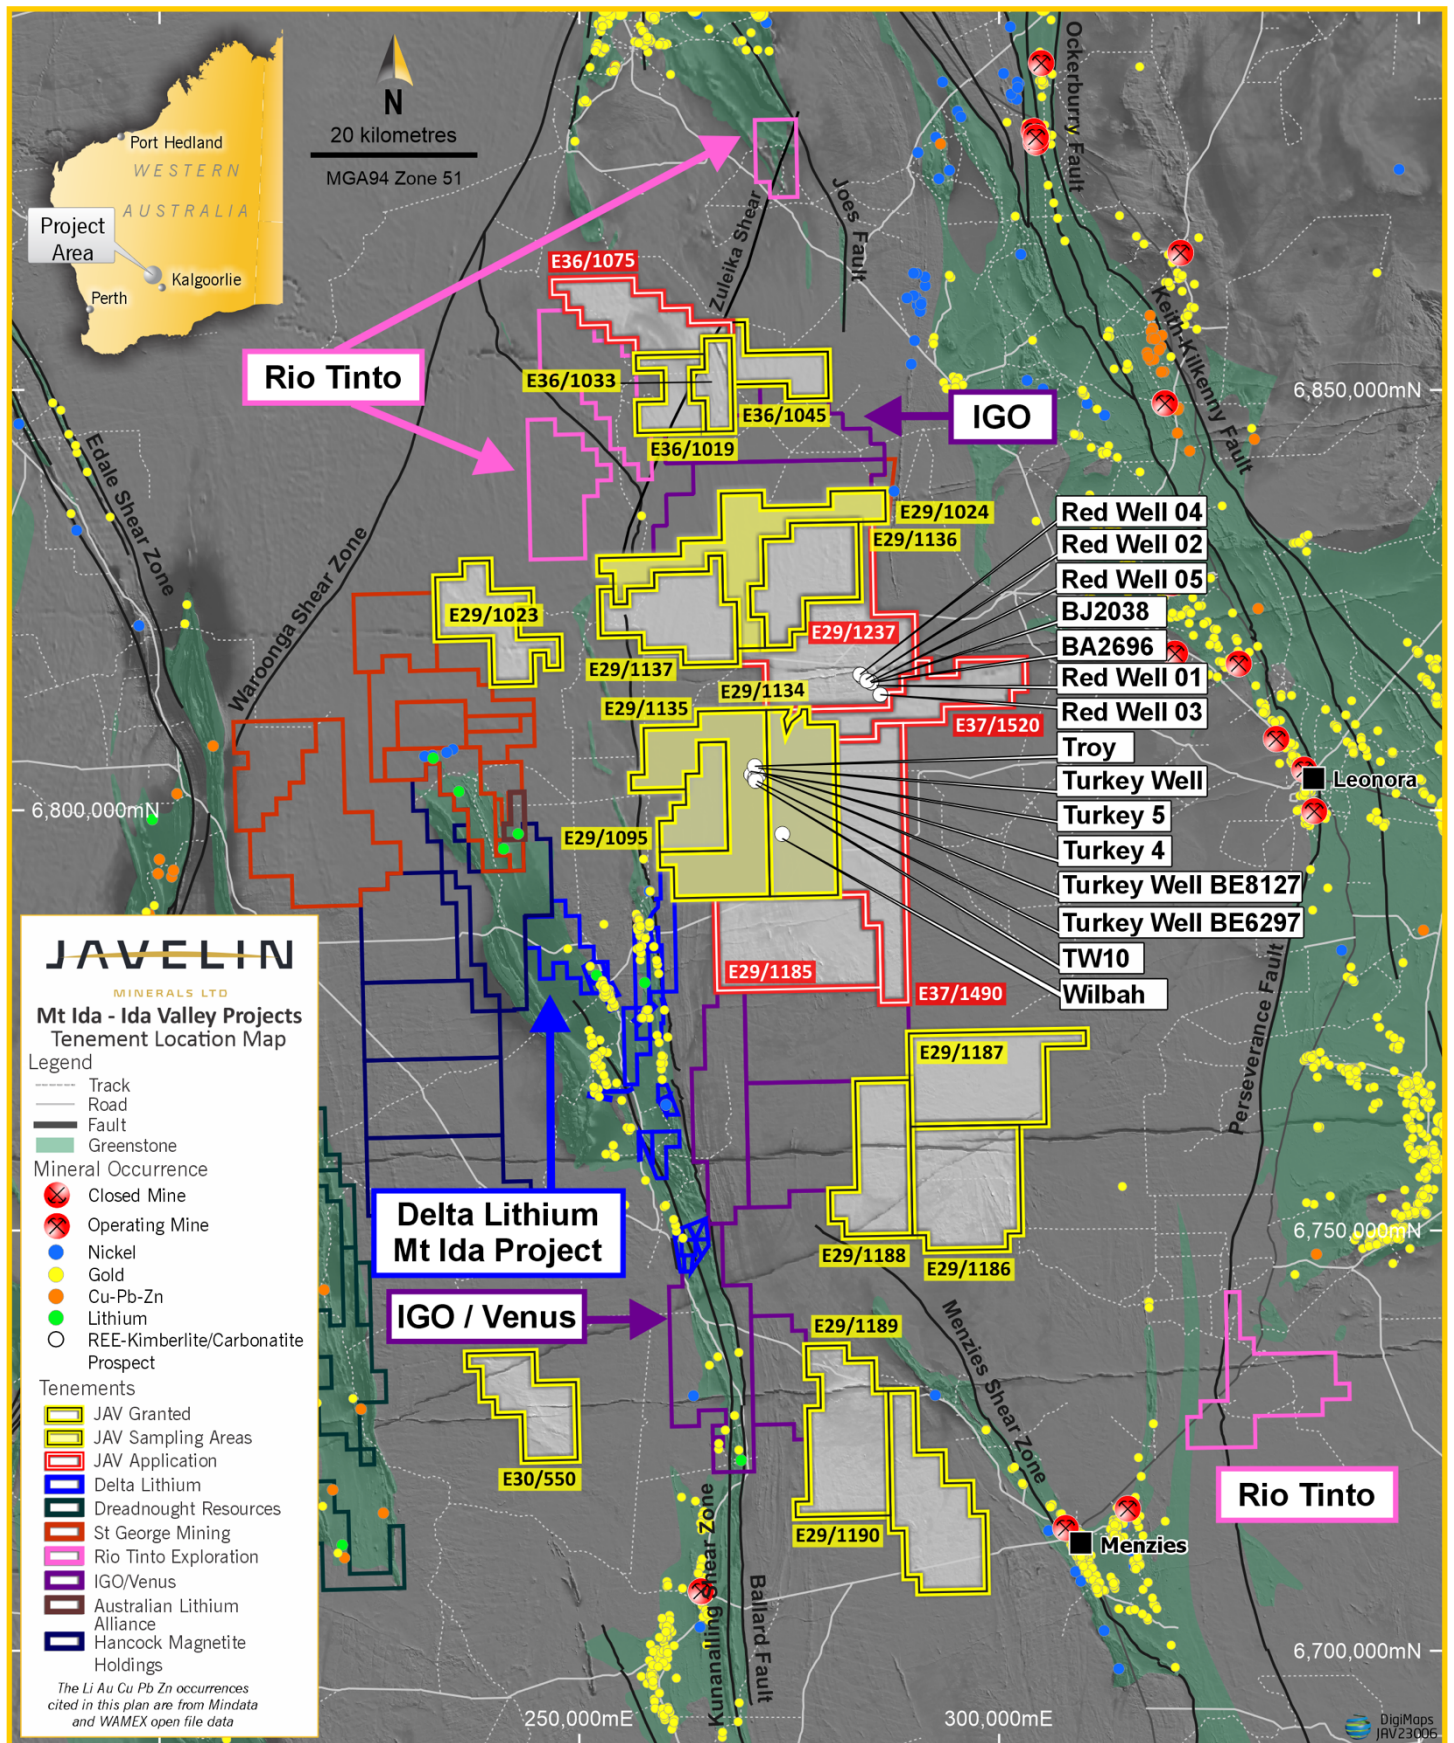 Port Hedland
WESTERN
AUSTRALIA
Project
Area
Kalgoorlie
Perth
N
20 kilometres
MGA94 Zone 51
Ockerburry Fault
Joes Fault
Zuleika Shear
Keith-Kilkenny Fault
Edale Shear Zone
Waroonga Shear Zone
E36/1075
Rio Tinto
E36/1033
E36/1045
E36/1019
IGO
6,850,000mN
E29/1024
E29/1136
E29/1023
E29/1237
E29/1137
E29/1134
E29/1135
E37/1520
E29/1095
Red Well 04
Red Well 02
Red Well 05
BJ2038
BA2696
Red Well 01
Red Well 03
Troy
Turkey Well
Turkey 5
Turkey 4
Turkey Well BE8127
Turkey Well BE6297
TW10
Wilbah
Leonora
6,800,000mN
E29/1185
E37/1490
E29/1187
Perseverance Fault
Delta Lithium
Mt Ida Project
E29/1188
E29/1186
6,750,000mN
IGO / Venus
E29/1189
Menzies Shear Zone
E30/550
E29/1190
Rio Tinto
Menzies
Kunanalling Shear Zone
Ballard Fault
6,700,000mN
250,000mE
300,000mE
JAVELIN
MINERALS LTD
Mt Ida - Ida Valley Projects
Tenement Location Map
Legend
Track
Road
Fault
Greenstone
Mineral Occurrence
Closed Mine
Operating Mine
Nickel
Gold
Cu-Pb-Zn
Lithium
REE-Kimberlite/Carbonatite
Prospect
Tenements
JAV Granted
JAV Sampling Areas
JAV Application
Delta Lithium
Dreadnought Resources
St George Mining
Rio Tinto Exploration
IGO/Venus
Australian Lithium
Alliance
Hancock Magnetite
Holdings
The Li Au Cu Pb Zn occurrences
cited in this plan are from Mindata
and WAMEX open file data
DigiMaps
JAV23006